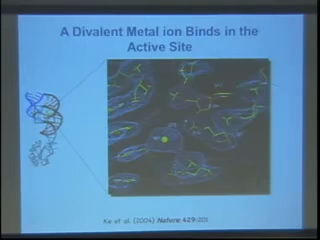 A Divalent Metal ion Binds in the
Active Site
Ke et al. (2004) Nature 429:201